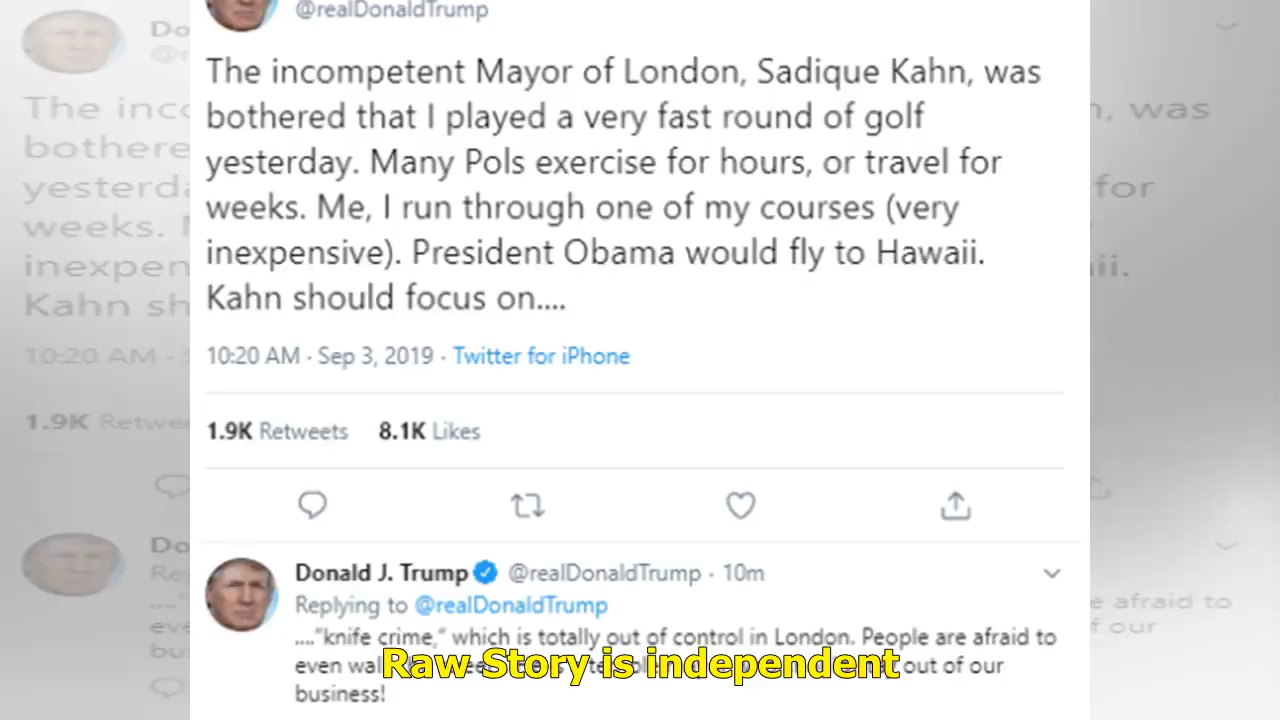 @realDonaldTrump
The incompetent Mayor of London, Sadique Kahn, was
bothered that I played a very fast round of golf
yesterday. Many Pols exercise for hours, or travel for
weeks. Me, I run through one of my courses (very
inexpensive). President Obama would fly to Hawaii.
Kahn should focus on....
10:20 AM · Sep 3, 2019 · Twitter for iPhone
1.9K Retweets 8.1K Likes
Donald J. Trump @realDonaldTrump · 10m
Replying to @realDonaldTrump
...."knife crime," which is totally out of control in London. People are afraid to
even out of our
Raw Story is independent
business!